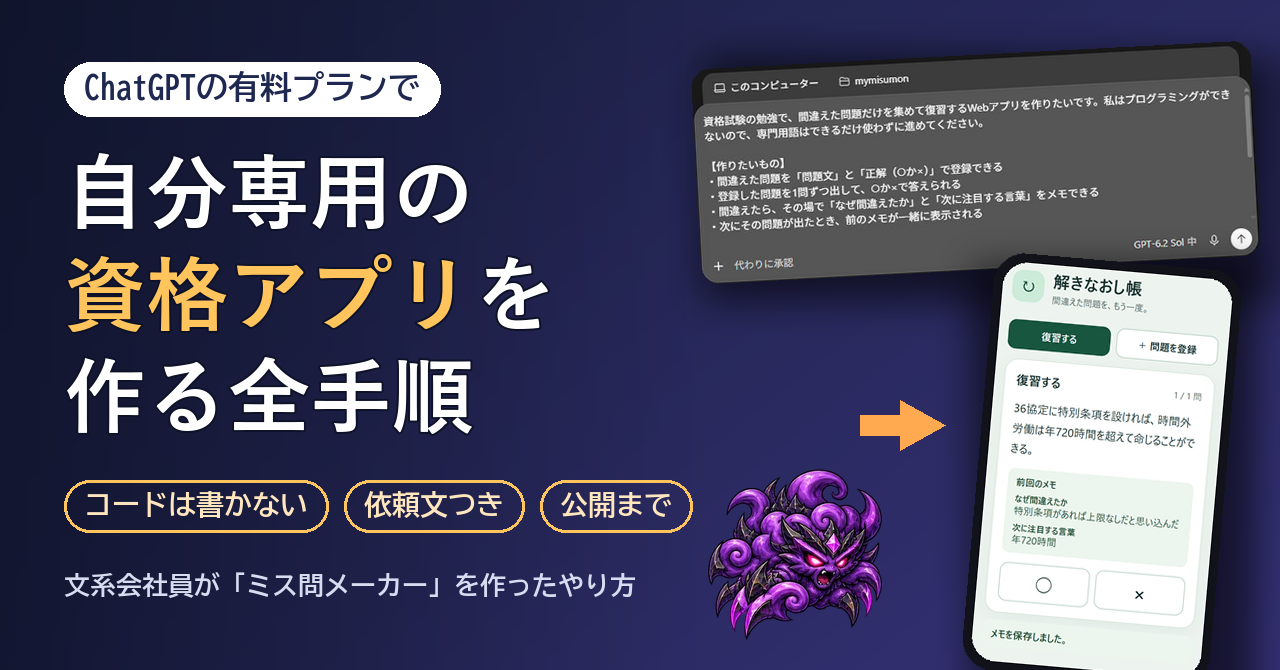 ChatGPTの有料プランで
自分専用の
資格アプリを
作る全手順
コードは書かない
依頼文つき
公開まで
文系会社員が「ミス問メーカー」を作ったやり方
このコンピューター
mymisumon
資格試験の勉強で、間違えた問題だけを集めて復習するWebアプリを作りたいです。私はプログラミングができ
ないので、専門用語はできるだけ使わずに進めてください。
【作りたいもの】
・間違えた問題を「問題文」と「正解（○か×）」で登録できる
・登録した問題を1問ずつ出して、○か×で答えられる
・間違えたら、その場で「なぜ間違えたか」と「次に注目する言葉」をメモできる
・次にその問題が出たとき、前のメモが一緒に表示される
+ 代わりに承認
GPT-6.2 Sol 中
解きなおし帳
間違えた問題を、もう一度。
復習する
+ 問題を登録
復習する
1 / 1 問
36協定に特別条項を設ければ、時間外
労働は年720時間を超えて命じることがで
きる。
前回のメモ
なぜ間違えたか
特別条項があれば上限なしだと思い込んだ
次に注目する言葉
年720時間
○
×
メモを保存しました。